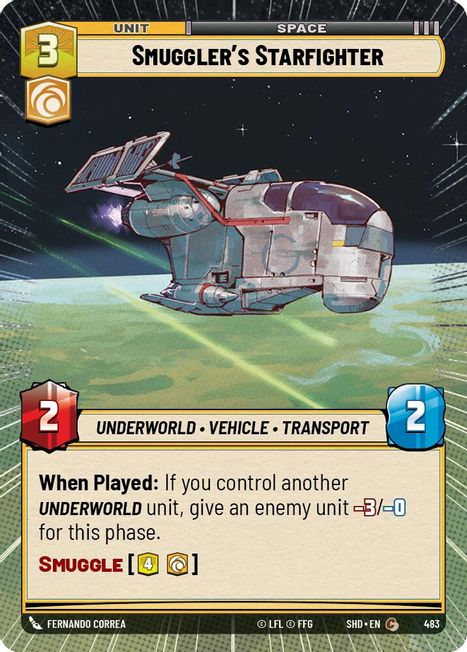 UNIT SPACE
3 SMUGGLER'S STARFIGHTER
2 UNDERWORLD • VEHICLE • TRANSPORT 2
When Played: If you control another
UNDERWORLD unit, give an enemy unit –3/–0
for this phase.
SMUGGLE [4 ]
FERNANDO CORREA © LFL © FFG SHD • EN C 483